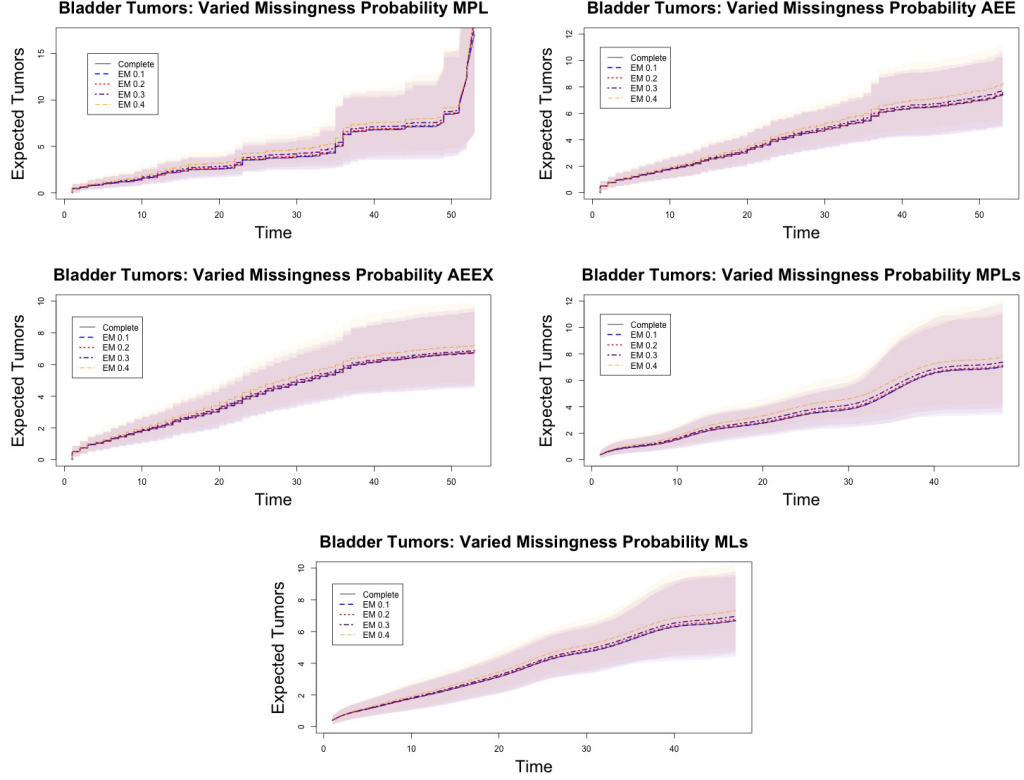 Bladder Tumors: Varied Missingness Probability MPL
Expected Tumors
15
10
5
0
Complete
EM 0.1
EM 0.2
EM 0.3
EM 0.4
0 10 20 30 40 50
Time
Bladder Tumors: Varied Missingness Probability AEE
Expected Tumors
12
10
8
6
4
2
0
Complete
EM 0.1
EM 0.2
EM 0.3
EM 0.4
0 10 20 30 40 50
Time
Bladder Tumors: Varied Missingness Probability AEEX
Expected Tumors
10
8
6
4
2
0
Complete
EM 0.1
EM 0.2
EM 0.3
EM 0.4
0 10 20 30 40 50
Time
Bladder Tumors: Varied Missingness Probability MPLs
Expected Tumors
12
10
8
6
4
2
0
Complete
EM 0.1
EM 0.2
EM 0.3
EM 0.4
0 10 20 30 40
Time
Bladder Tumors: Varied Missingness Probability MLs
Expected Tumors
10
8
6
4
2
0
Complete
EM 0.1
EM 0.2
EM 0.3
EM 0.4
0 10 20 30 40
Time